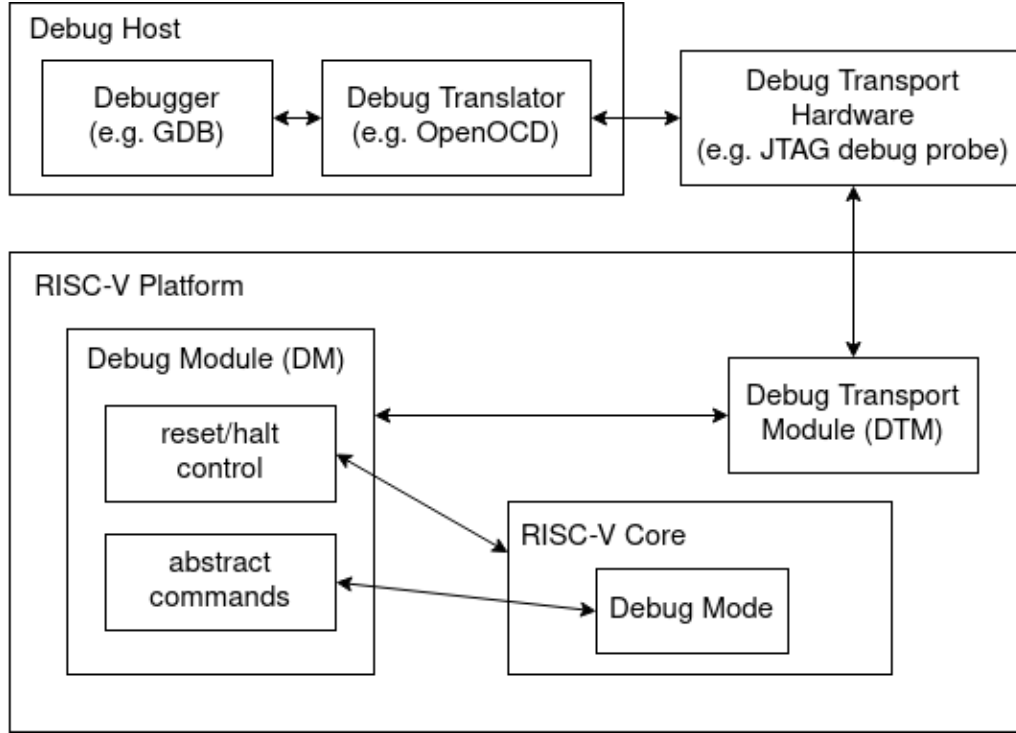 Debug Host
Debugger
(e.g. GDB)
Debug Translator
(e.g. OpenOCD)
Debug Transport
Hardware
(e.g. JTAG debug probe)
RISC-V Platform
Debug Module (DM)
reset/halt
control
abstract
commands
Debug Transport
Module (DTM)
RISC-V Core
Debug Mode